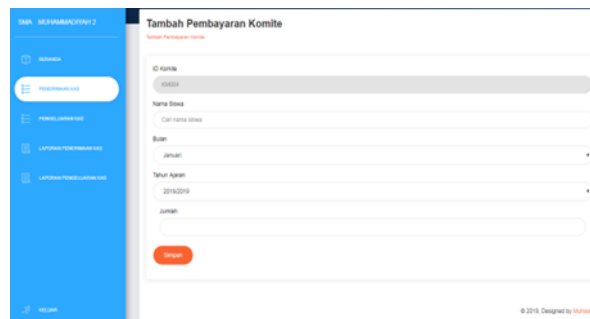 SMA MUHAMMADIYAH 2
BERANDA
PENERIMAAN KAS
PENGELUARAN KAS
LAPORAN PENERIMAAN KAS
LAPORAN PENGELUARAN KAS
KELUAR
Tambah Pembayaran Komite
Tambah Pembayaran Komite
ID Komite
KM004
Nama Siswa
Cari nama siswa
Bulan
Januari
Tahun Ajaran
2018/2019
Jumlah
Simpan
© 2019, Designed by